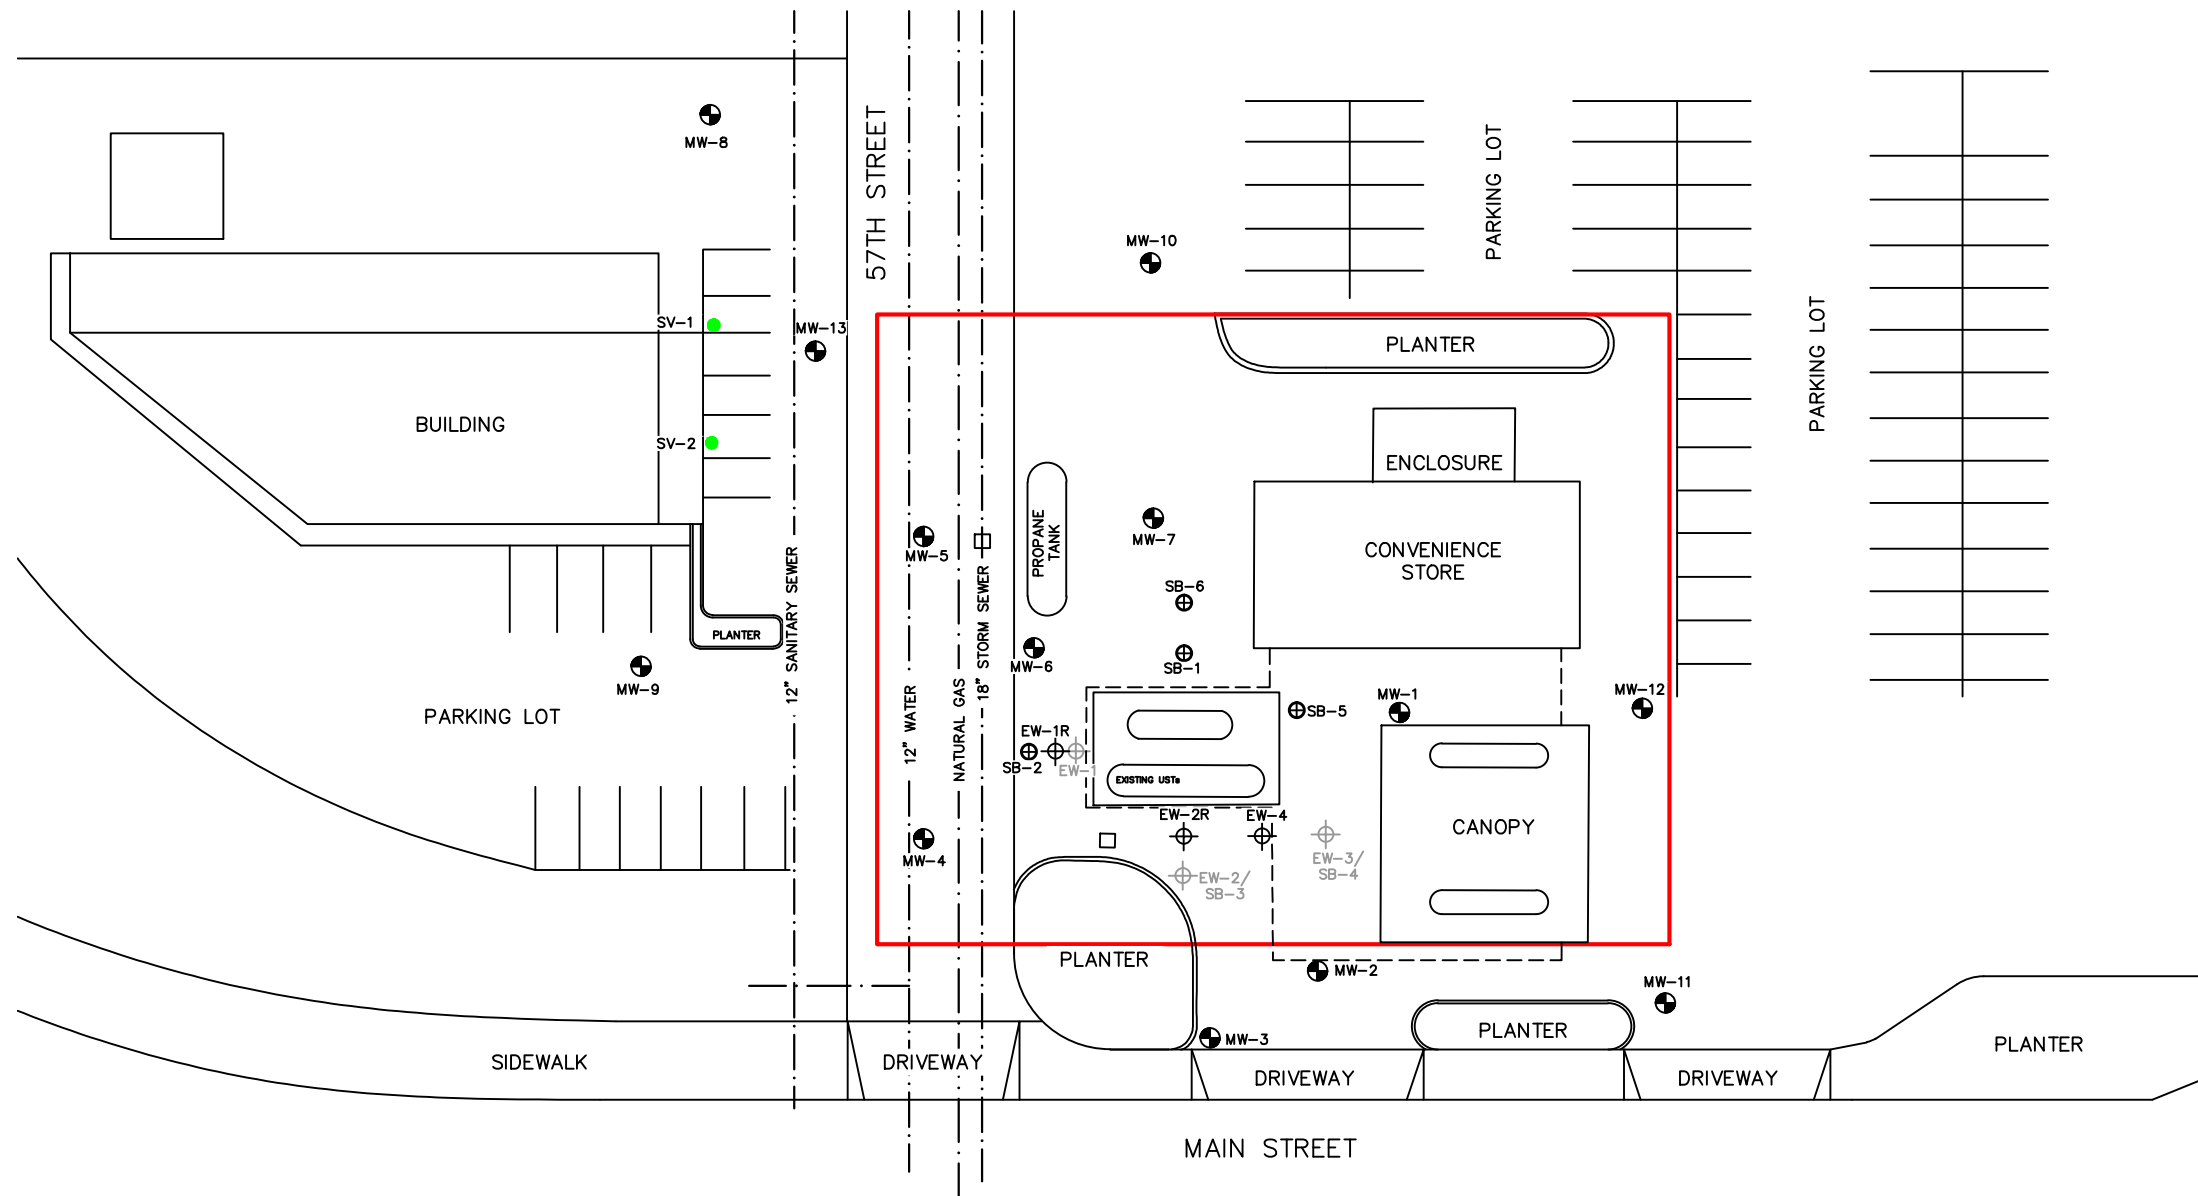 MW-8
57TH STREET
PARKING LOT
MW-10
PARKING LOT
SV-1
MW-13
PLANTER
BUILDING
SV-2
ENCLOSURE
PROPANE
TANK
MW-7
MW-5
CONVENIENCE
STORE
SB-6
12" SANITARY SEWER
18" STORM SEWER
PLANTER
MW-6
SB-1
MW-9
12" WATER
NATURAL GAS
PARKING LOT
MW-1
MW-12
SB-5
EW-1R
SB-2
EW-1
EXISTING USTs
EW-2R
EW-4
CANOPY
MW-4
EW-3/
SB-4
EW-2/
SB-3
PLANTER
MW-2
MW-11
PLANTER
MW-3
PLANTER
SIDEWALK
DRIVEWAY
DRIVEWAY
DRIVEWAY
MAIN STREET